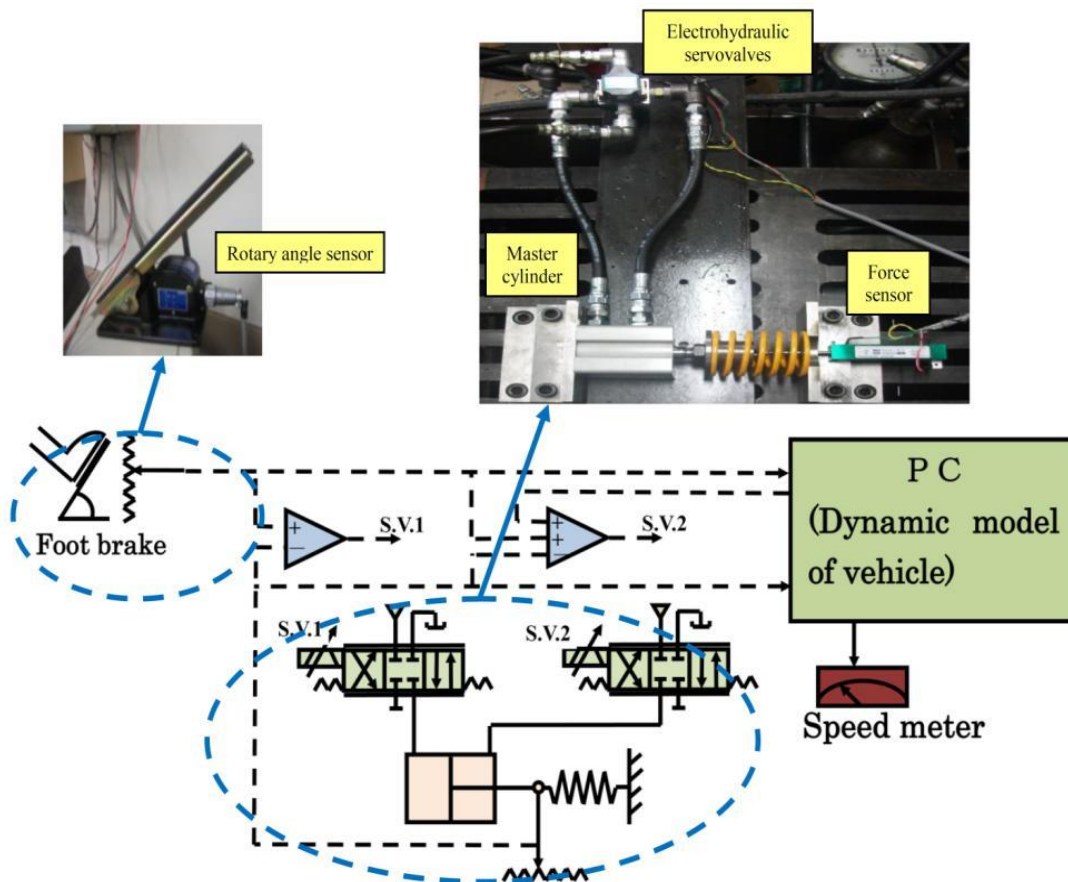 Electrohydraulic
servovalves
Rotary angle sensor
Master
cylinder
Force
sensor
Foot brake
+
−
S.V.1
+
+
−
S.V.2
P C
(Dynamic model
of vehicle)
S.V.1
S.V.2
Speed meter